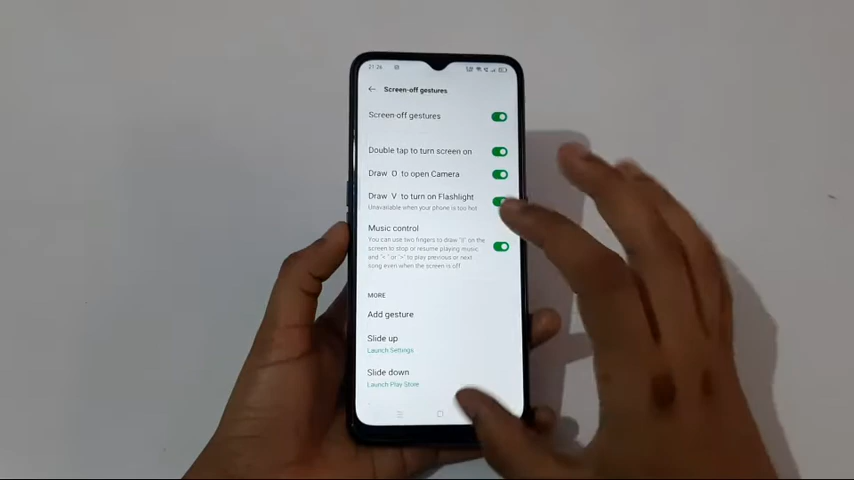 21:26
Screen-off gestures
Screen-off gestures
Double tap to turn screen on
Draw O to open Camera
Draw V to turn on Flashlight
Unavailable when your phone is too hot
Music control
You can use two fingers to draw "||" on the
screen to stop or resume playing music,
and "<" or ">" to play previous or next
song even when the screen is off.
MORE
Add gesture
Slide up
Launch Settings
Slide down
Launch Play Store